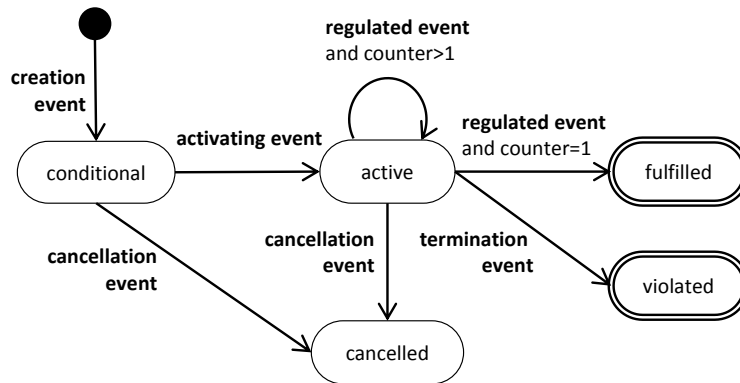 regulated event
and counter>1
creation
event
activating event
regulated event
and counter=1
conditional
active
fulfilled
cancellation
event
cancellation
event
termination
event
violated
cancelled